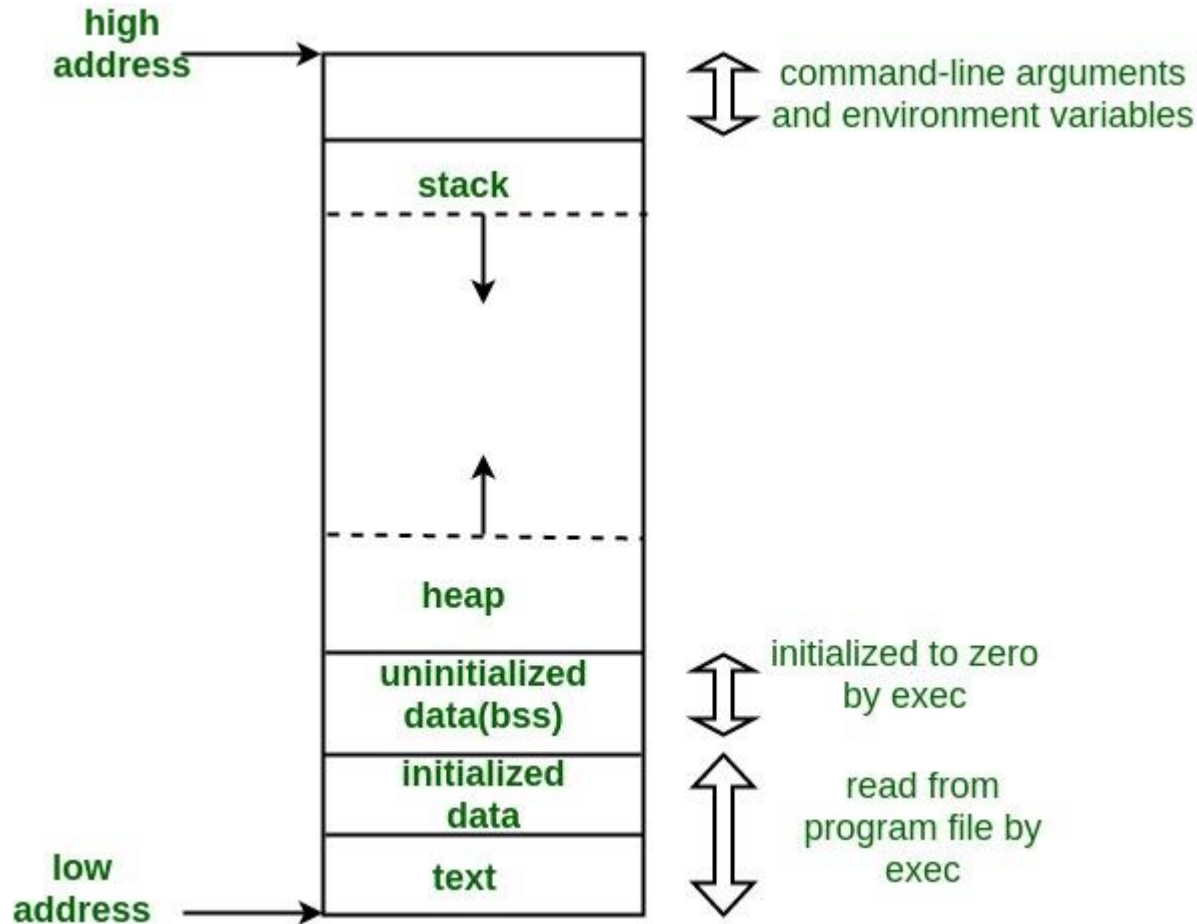 high
address
command-line arguments
and environment variables
stack
heap
uninitialized
data(bss)
initialized to zero
by exec
initialized
data
read from
program file by
exec
text
low
address